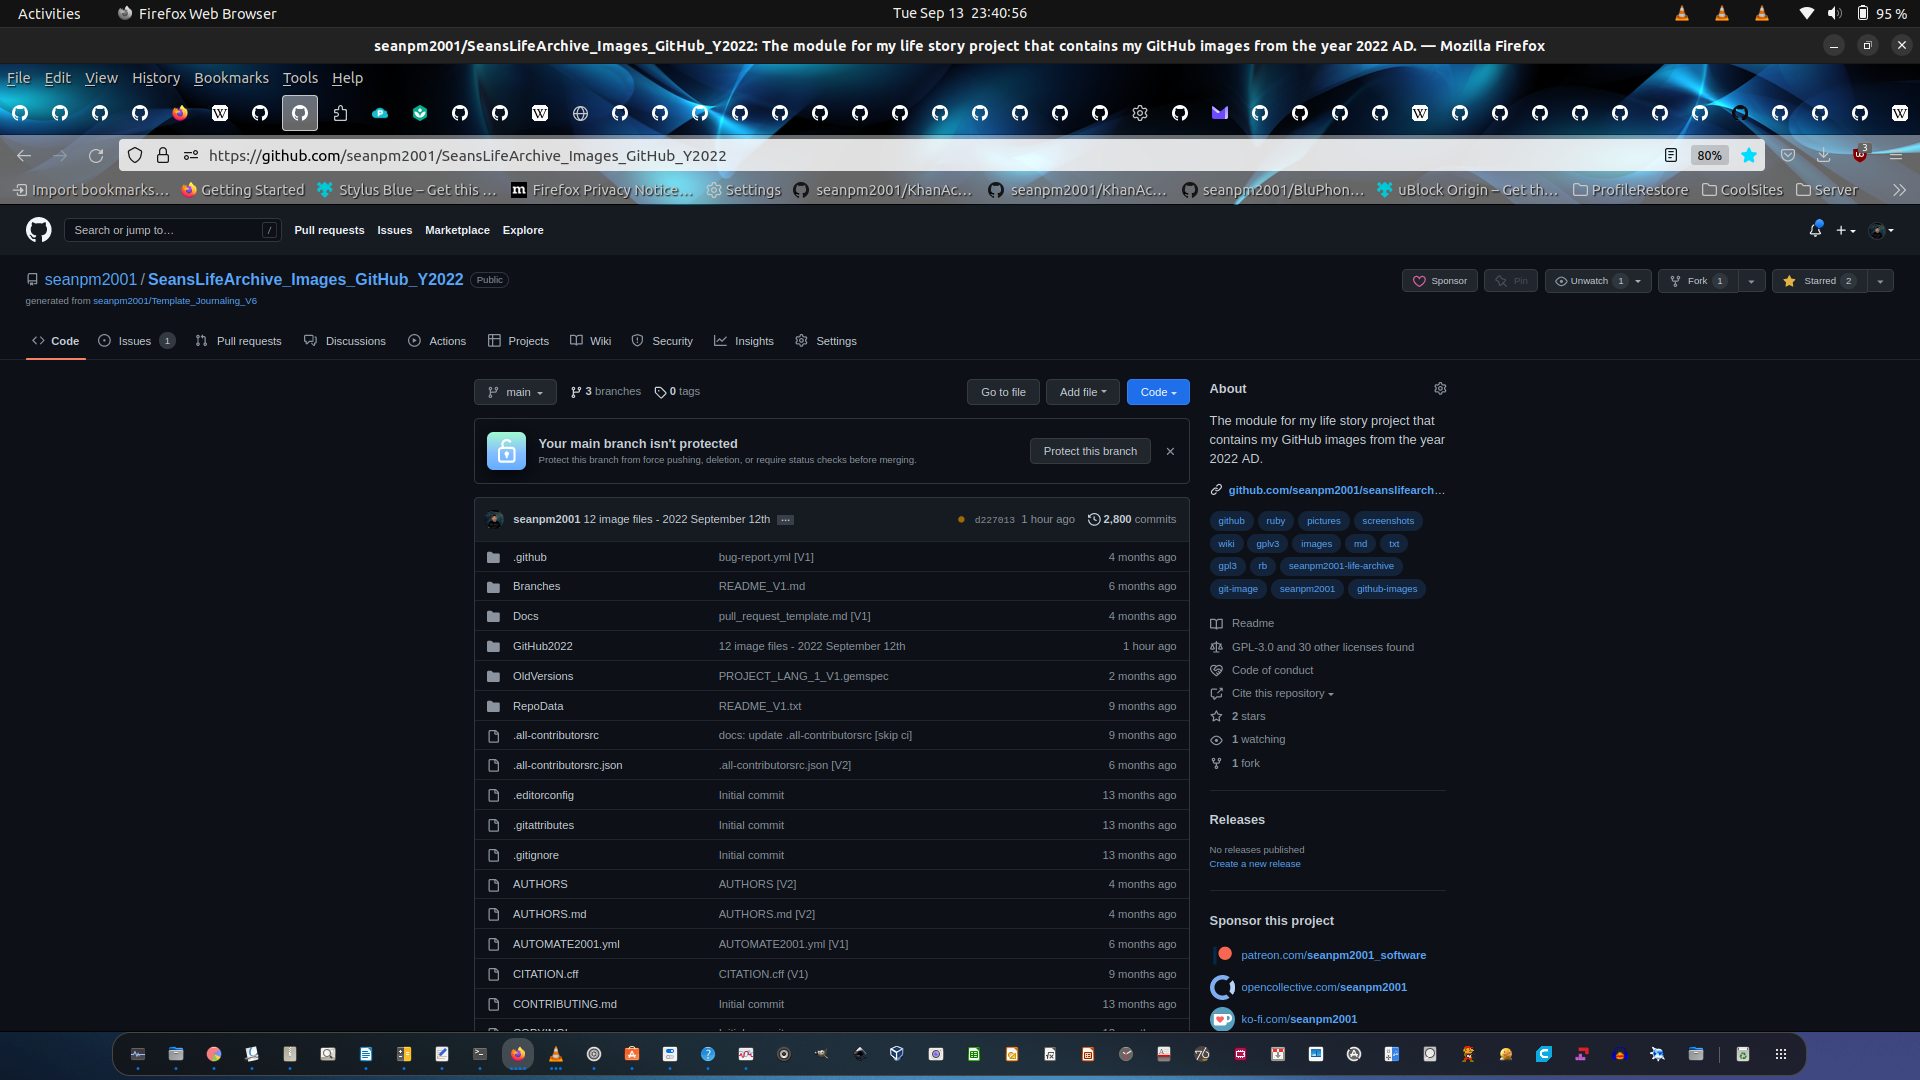 Activities Firefox Web Browser Tue Sep 13 23:40:56 95 %
seanpm2001/SeansLifeArchive_Images_GitHub_Y2022: The module for my life story project that contains my GitHub images from the year 2022 AD. — Mozilla Firefox
File Edit View History Bookmarks Tools Help
https://github.com/seanpm2001/SeansLifeArchive_Images_GitHub_Y2022 80% 3
Import bookmarks... Getting Started Stylus Blue – Get this ... Firefox Privacy Notice... Settings seanpm2001/KhanAc... seanpm2001/KhanAc... seanpm2001/BluPhon... uBlock Origin – Get th... ProfileRestore CoolSites Server
Search or jump to... / Pull requests Issues Marketplace Explore
seanpm2001 / SeansLifeArchive_Images_GitHub_Y2022 Public Sponsor Pin Unwatch 1 Fork 1 Starred 2
generated from seanpm2001/Template_Journaling_V6
Code Issues 1 Pull requests Discussions Actions Projects Wiki Security Insights Settings
main 3 branches 0 tags Go to file Add file Code
Your main branch isn't protected
Protect this branch from force pushing, deletion, or require status checks before merging.
Protect this branch
seanpm2001 12 image files - 2022 September 12th ... d227013 1 hour ago 2,800 commits
.github bug-report.yml [V1] 4 months ago
Branches README_V1.md 6 months ago
Docs pull_request_template.md [V1] 4 months ago
GitHub2022 12 image files - 2022 September 12th 1 hour ago
OldVersions PROJECT_LANG_1_V1.gemspec 2 months ago
RepoData README_V1.txt 9 months ago
.all-contributorsrc docs: update .all-contributorsrc [skip ci] 9 months ago
.all-contributorsrc.json .all-contributorsrc.json [V2] 6 months ago
.editorconfig Initial commit 13 months ago
.gitattributes Initial commit 13 months ago
.gitignore Initial commit 13 months ago
AUTHORS AUTHORS [V2] 4 months ago
AUTHORS.md AUTHORS.md [V2] 4 months ago
AUTOMATE2001.yml AUTOMATE2001.yml [V1] 6 months ago
CITATION.cff CITATION.cff (V1) 9 months ago
CONTRIBUTING.md Initial commit 13 months ago
About
The module for my life story project that
contains my GitHub images from the year
2022 AD.
github.com/seanpm2001/seanslifearch...
github ruby pictures screenshots
wiki gplv3 images md txt
gpl3 rb seanpm2001-life-archive
git-image seanpm2001 github-images
Readme
GPL-3.0 and 30 other licenses found
Code of conduct
Cite this repository
2 stars
1 watching
1 fork
Releases
No releases published
Create a new release
Sponsor this project
patreon.com/seanpm2001_software
opencollective.com/seanpm2001
ko-fi.com/seanpm2001